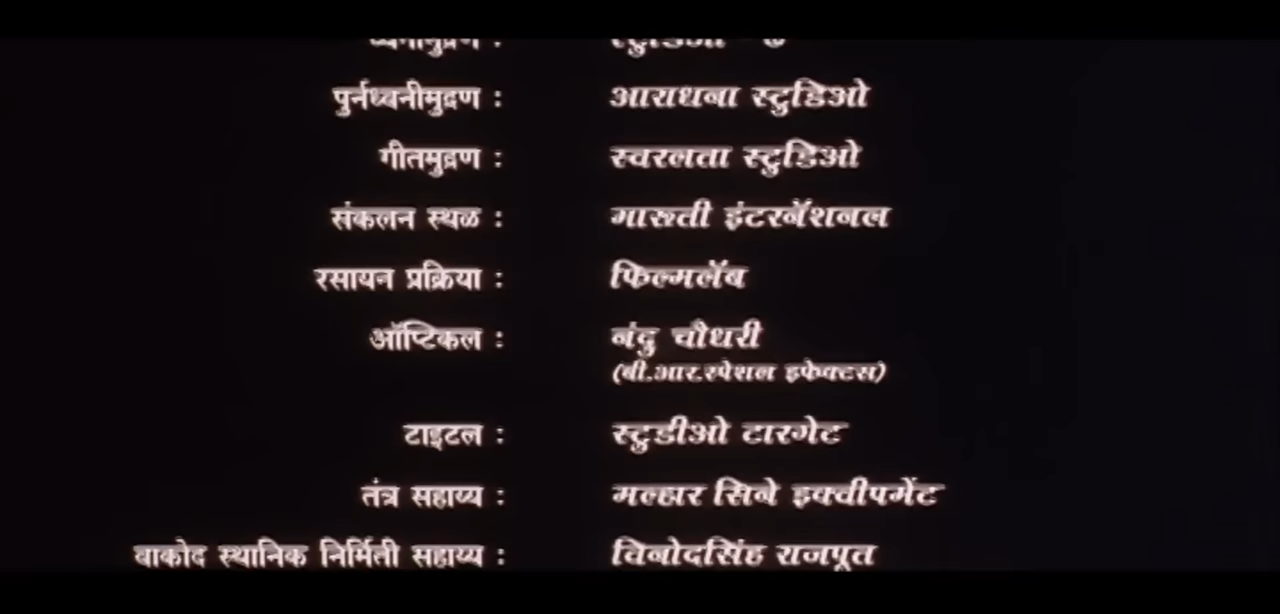 पुर्नध्वनीमुद्रण : आराधना स्टुडिओ
गीतमुद्रण : स्वरलता स्टुडिओ
संकलन स्थळ : मारूती इंटरनॅशनल
रसायन प्रक्रिया : फिल्मलॅब
ऑप्टिकल : नंदु चौधरी
(बी.आर.स्पेशल इफेक्टस)
टाइटल : स्टुडीओ टारगेट
तंत्र सहाय्य : मल्हार सिने इक्वीपमेंट
वाकोद स्थानिक निर्मिती सहाय्य : विनोदसिंह राजपूत